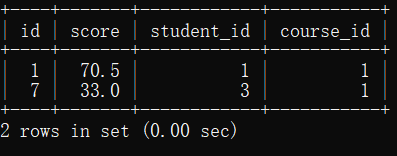 +----+-------+------------+-----------+
| id | score | student_id | course_id |
+----+-------+------------+-----------+
|  1 |  70.5 |          1 |         1 |
|  7 |  33.0 |          3 |         1 |
+----+-------+------------+-----------+
2 rows in set (0.00 sec)